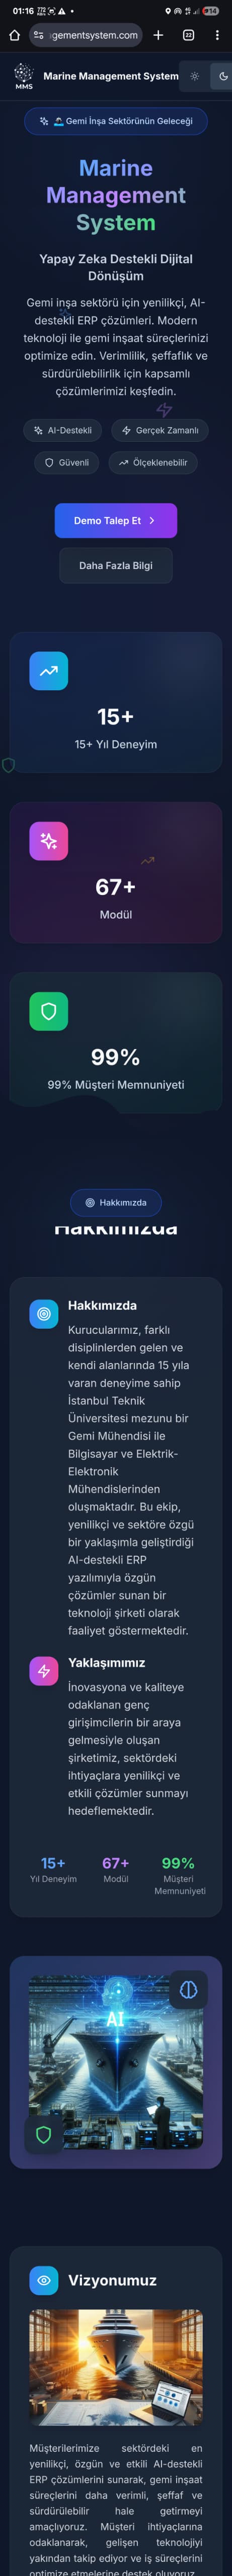 01:16
14
gementsystem.com
22
MMS
Marine Management System
Gemi İnşa Sektörünün Geleceği
Marine
Management
System
Yapay Zeka Destekli Dijital
Dönüşüm
Gemi inşa sektörü için yenilikçi, AI-
destekli ERP çözümleri. Modern
teknoloji ile gemi inşaat süreçlerinizi
optimize edin. Verimlilik, şeffaflık ve
sürdürülebilirlik odaklı
çözümlerimizi keşfedin.
AI-Destekli
Gerçek Zamanlı
Güvenli
Ölçeklenebilir
Demo Talep Et
Daha Fazla Bilgi
15+
15+ Yıl Deneyim
67+
Modül
99%
99% Müşteri Memnuniyeti
Hakkımızda
Hakkımızda
Hakkımızda
Kurucularımız, farklı
disiplinlerden gelen ve
kendi alanlarında 15 yıla
varan deneyime sahip
İstanbul Teknik
Üniversitesi mezunu bir
Gemi Mühendisi ile
Bilgisayar ve Elektrik-
Elektronik
Mühendislerinden
oluşmaktadır. Bu ekip,
yenilikçi ve sektöre özgü
bir yaklaşımla geliştirdiği
AI-destekli ERP
yazılımıyla özgün
çözümler sunan bir
teknoloji şirketi olarak
faaliyet göstermektedir.
Yaklaşımımız
İnovasyona ve kaliteye
odaklanan genç
girişimcilerin bir araya
gelmesiyle oluşan
şirketimiz, sektördeki
ihtiyaçlara yenilikçi ve
etkili çözümler sunmayı
hedeflemektedir.
15+ 67+ 99%
Yıl Deneyim Modül Müşteri
Memnuniyeti
AI
Vizyonumuz
Müşterilerimize sektördeki en
yenilikçi, özgün ve etkili AI-destekli
ERP çözümlerini sunarak, gemi inşaat
süreçlerini daha verimli, şeffaf ve
sürdürülebilir hale getirmeyi
amaçlıyoruz. Müşteri ihtiyaçlarına
odaklanarak, gelişen teknolojiyi
yakından takip ediyor ve iş süreçlerini
optimize etmelerine destek oluyoruz.